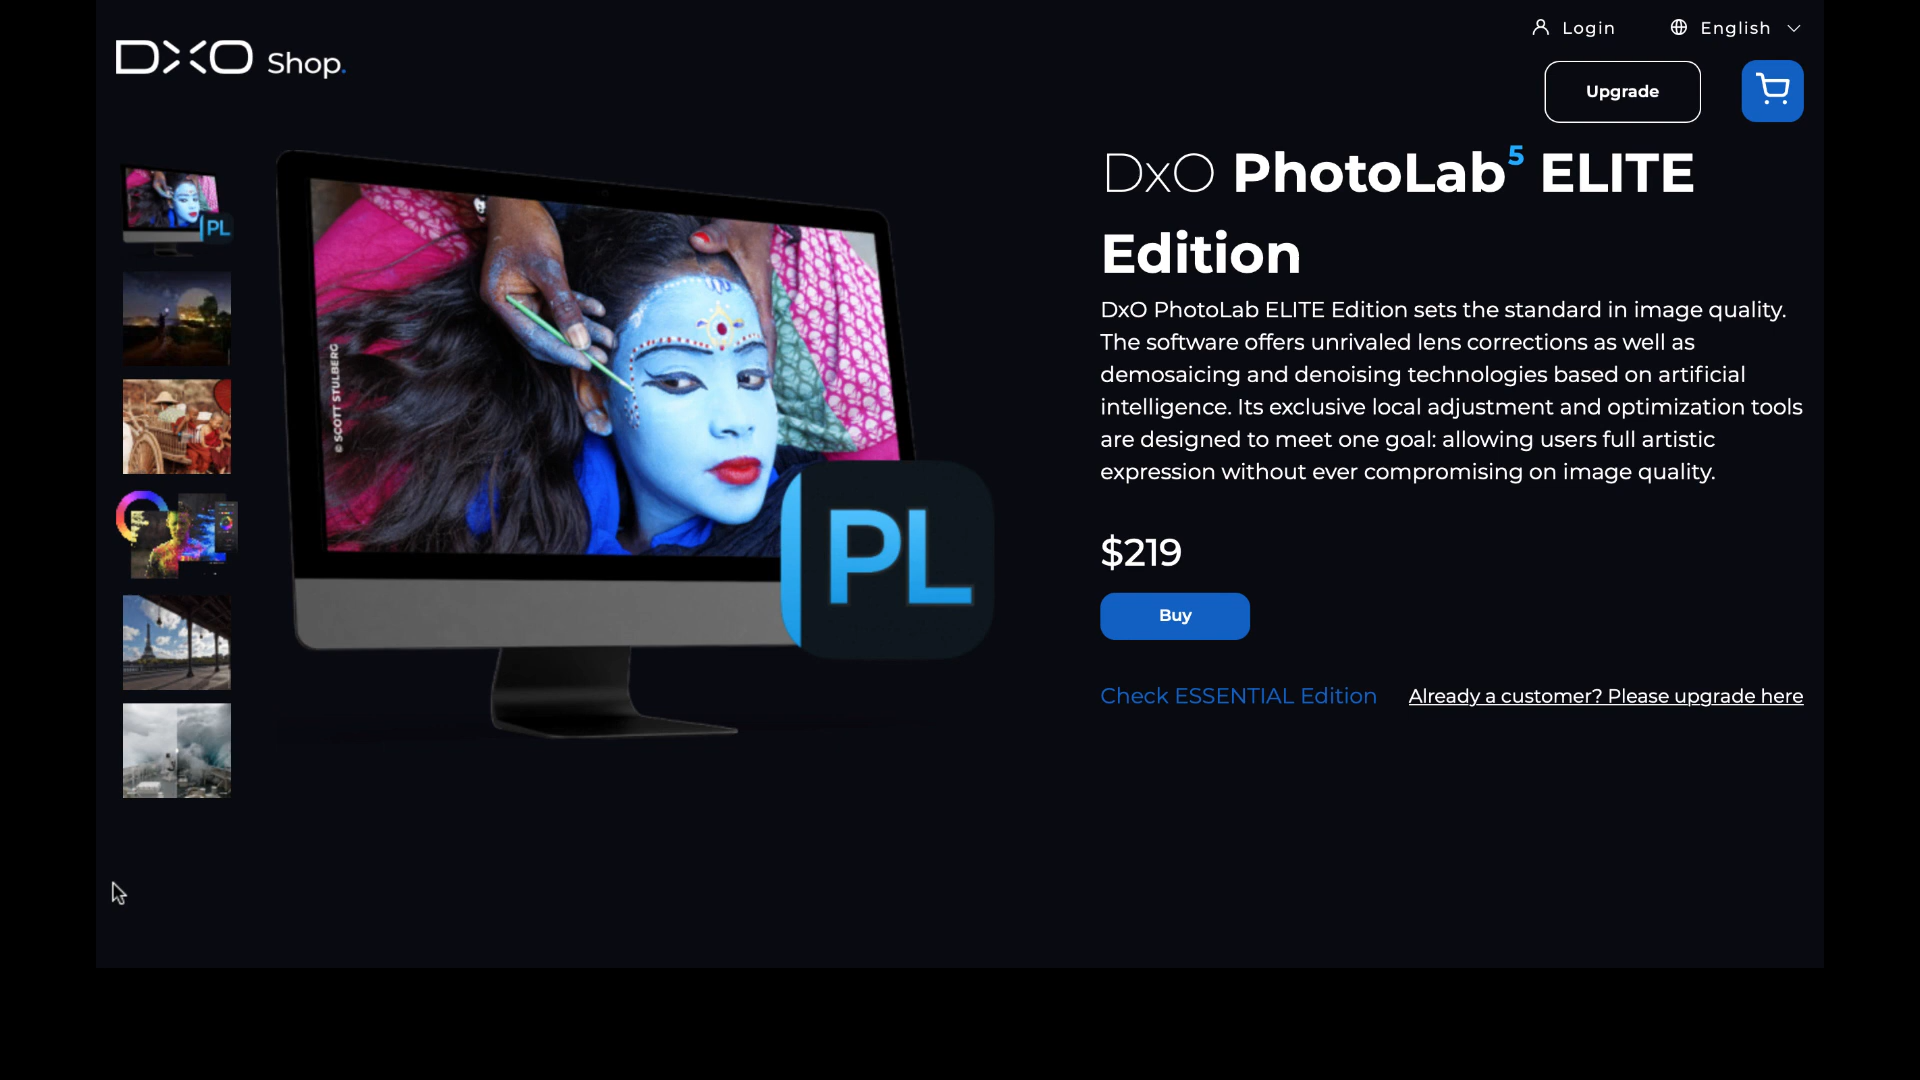 DXO Shop.
Login
English
Upgrade
DxO PhotoLab5 ELITE
Edition
DxO PhotoLab ELITE Edition sets the standard in image quality.
The software offers unrivaled lens corrections as well as
demosaicing and denoising technologies based on artificial
intelligence. Its exclusive local adjustment and optimization tools
are designed to meet one goal: allowing users full artistic
expression without ever compromising on image quality.
$219
Buy
Check ESSENTIAL Edition
Already a customer? Please upgrade here
PL
© SCOTT STULBERG
PL